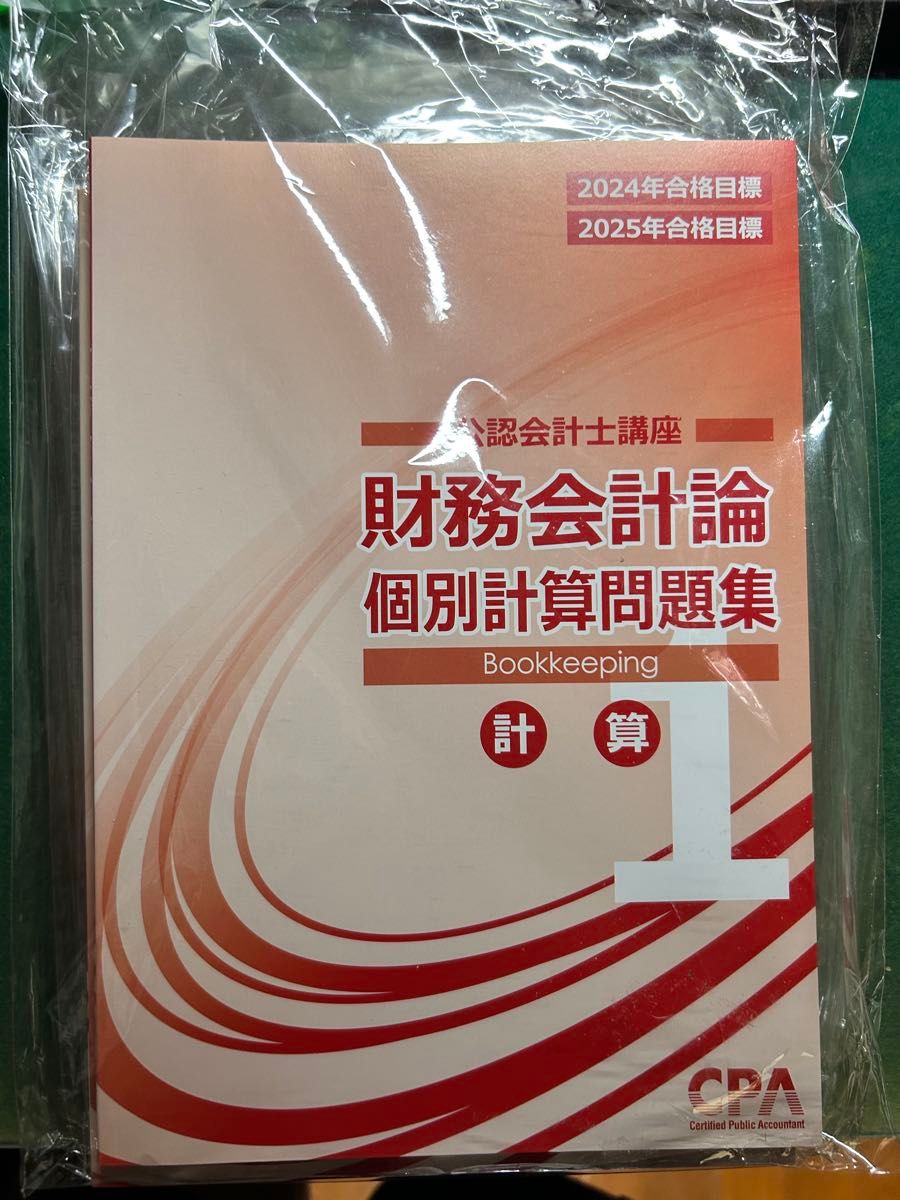 2024年合格目標
2025年合格目標
公認会計士講座
財務会計論
個別計算問題集
Bookkeeping
計 算
1
CPA
Certified Public Accountant